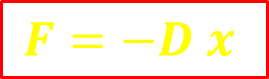 F = −D x